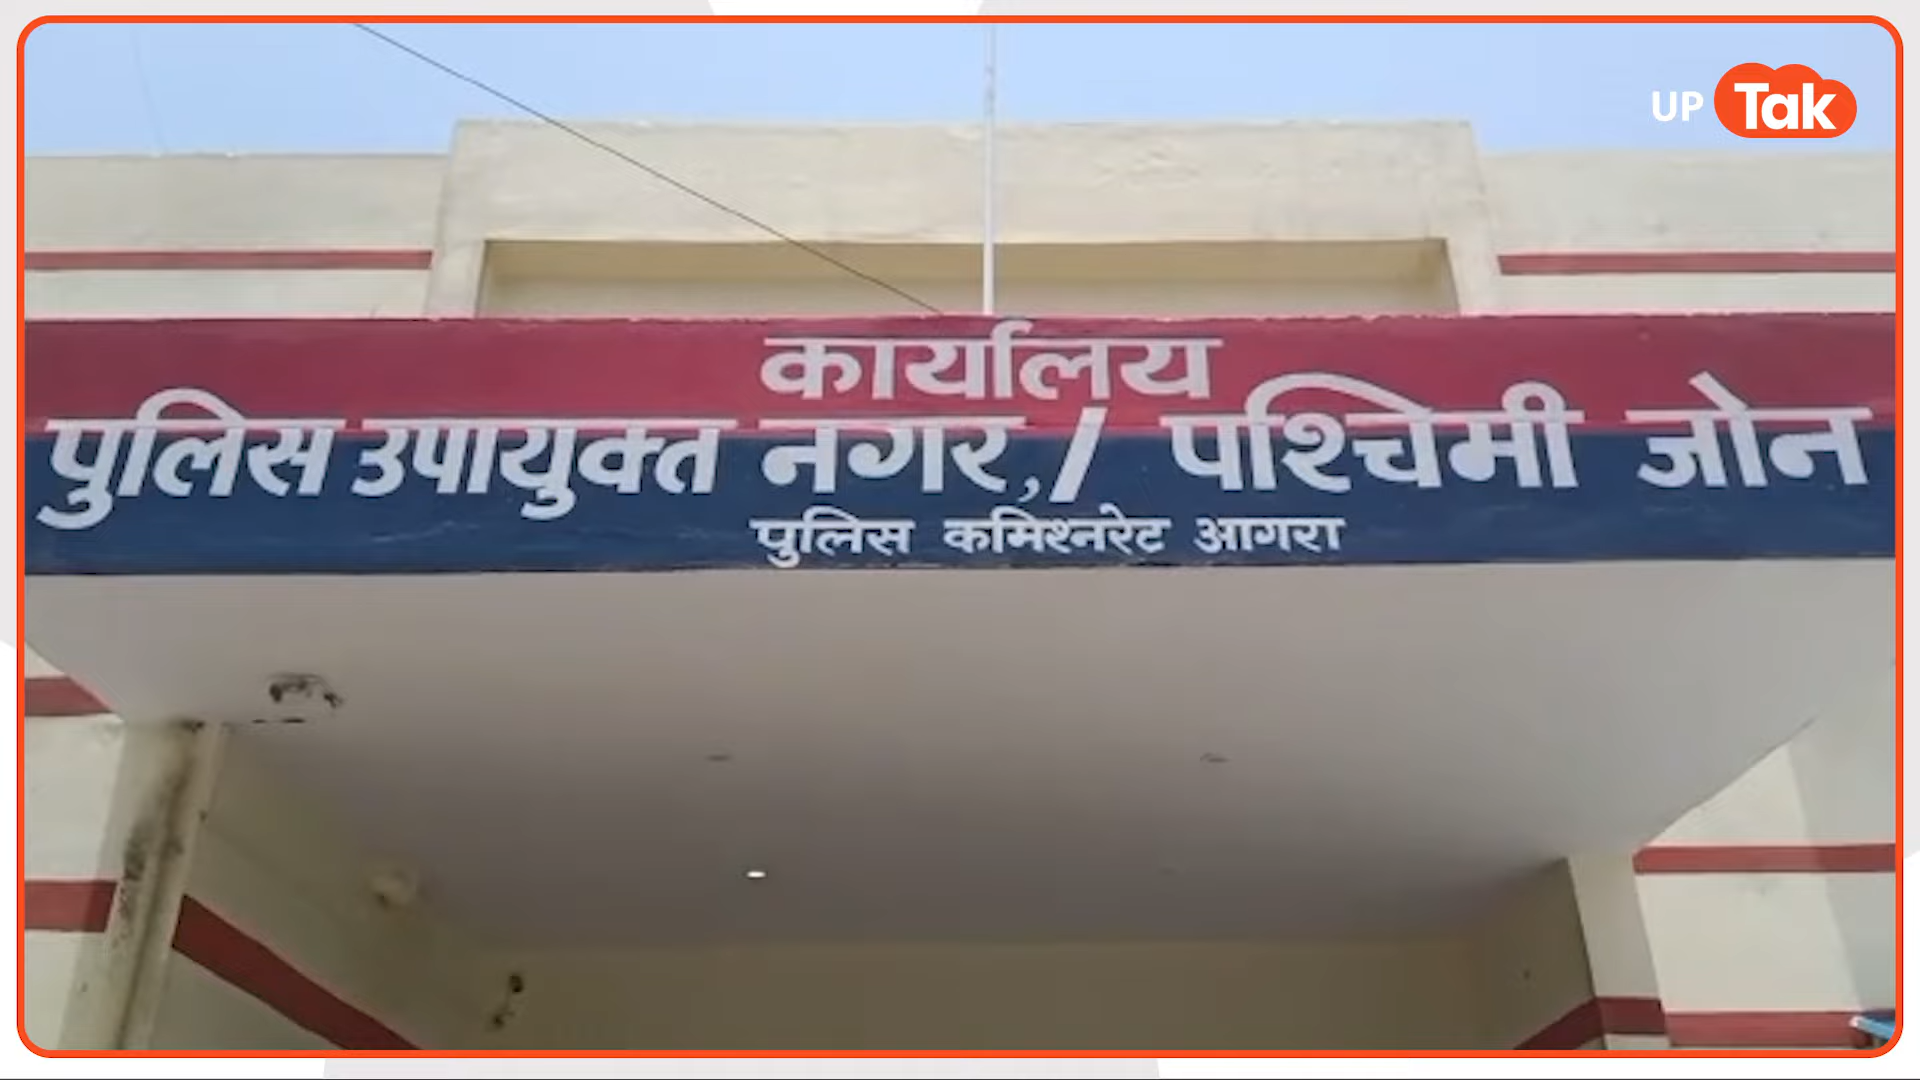 UP Tak
कार्यालय
पुलिस उपायुक्त नगर,/ पश्चिमी जोन
पुलिस कमिश्नरेट आगरा